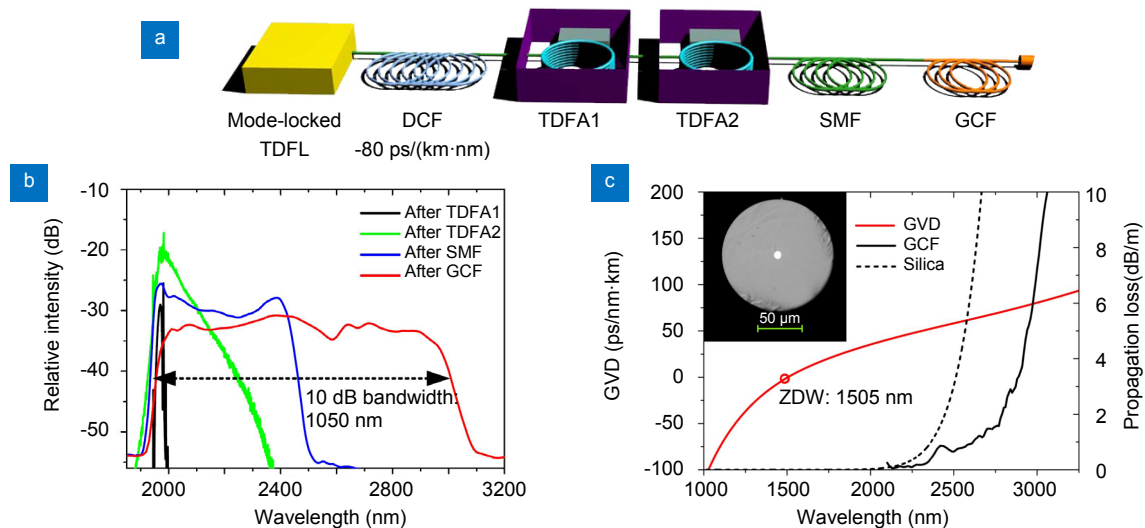 a
Mode-locked
TDFL
DCF
-80 ps/(km·nm)
TDFA1
TDFA2
SMF
GCF
b
-10
-20
-30
-40
-50
Relative intensity (dB)
After TDFA1
After TDFA2
After SMF
After GCF
10 dB bandwidth:
1050 nm
2000
2400
2800
3200
Wavelength (nm)
c
200
150
100
50
0
-50
-100
GVD (ps/nm·km)
50 µm
GVD
GCF
Silica
ZDW: 1505 nm
10
8
6
4
2
0
Propagation loss(dB/m)
1000
1500
2000
2500
3000
Wavelength (nm)